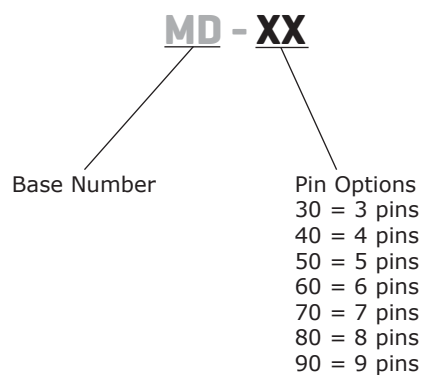 MD - XX
Base Number
Pin Options
30 = 3 pins
40 = 4 pins
50 = 5 pins
60 = 6 pins
70 = 7 pins
80 = 8 pins
90 = 9 pins